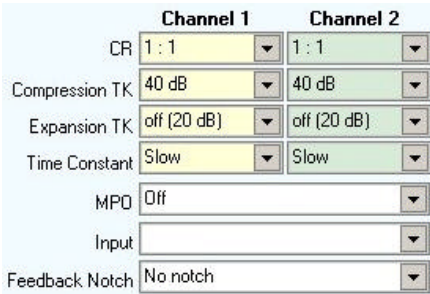 Channel 1 Channel 2
CR 1 : 1 1 : 1
Compression TK 40 dB 40 dB
Expansion TK off (20 dB) off (20 dB)
Time Constant Slow Slow
MPO Off
Input
Feedback Notch No notch